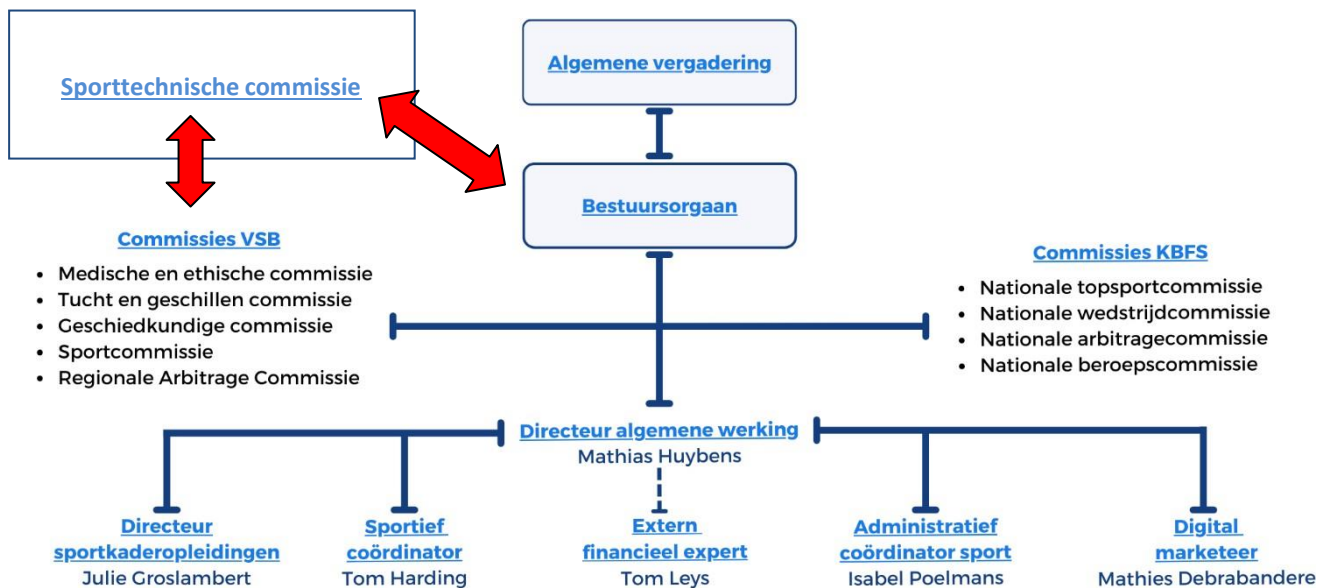 Sporttechnische commissie
Algemene vergadering
Bestuursorgaan
Commissies VSB
• Medische en ethische commissie
• Tucht en geschillen commissie
• Geschiedkundige commissie
• Sportcommissie
• Regionale Arbitrage Commissie
Commissies KBFS
• Nationale topsportcommissie
• Nationale wedstrijdcommissie
• Nationale arbitragecommissie
• Nationale beroepscommissie
Directeur algemene werking
Mathias Huybens
Directeur
sportkaderopleidingen
Julie Groslambert
Sportief
coördinator
Tom Harding
Extern
financieel expert
Tom Leys
Administratief
coördinator sport
Isabel Poelmans
Digital
marketeer
Mathies Debrabandere